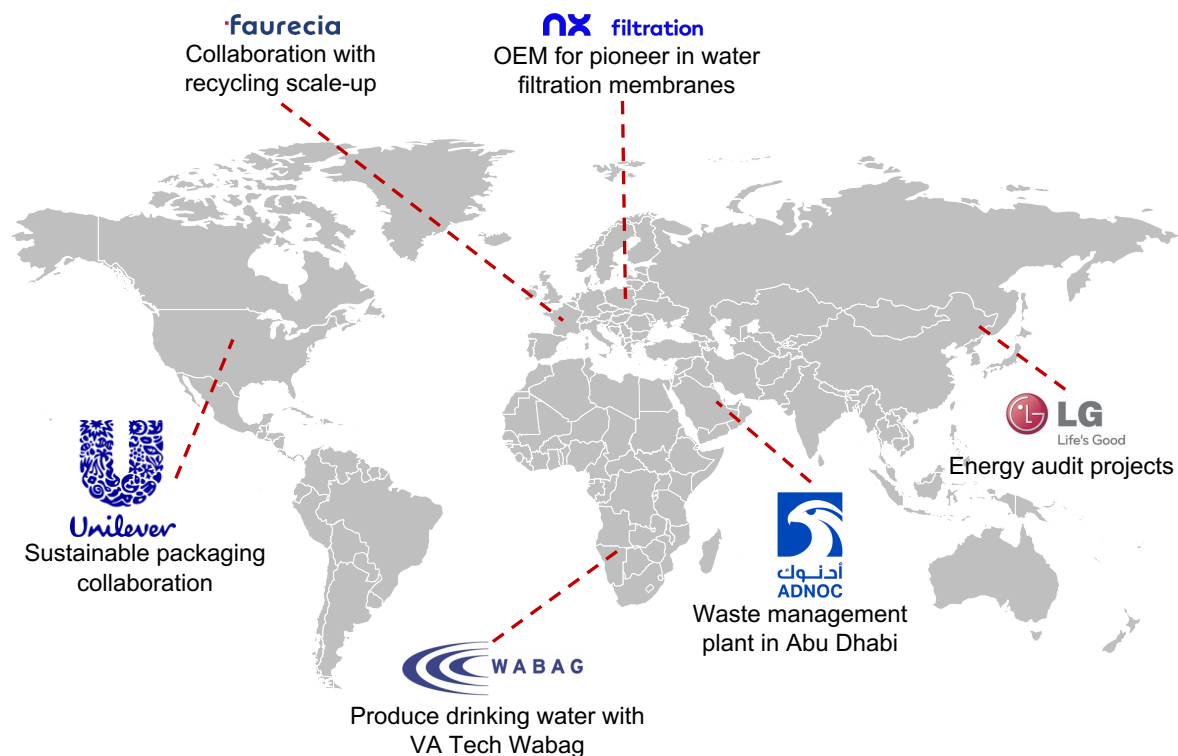 faurecia
Collaboration with
recycling scale-up
nx filtration
OEM for pioneer in water
filtration membranes
LG
Life's Good
Energy audit projects
Unilever
Sustainable packaging
collaboration
أدنوك
ADNOC
Waste management
plant in Abu Dhabi
WABAG
Produce drinking water with
VA Tech Wabag